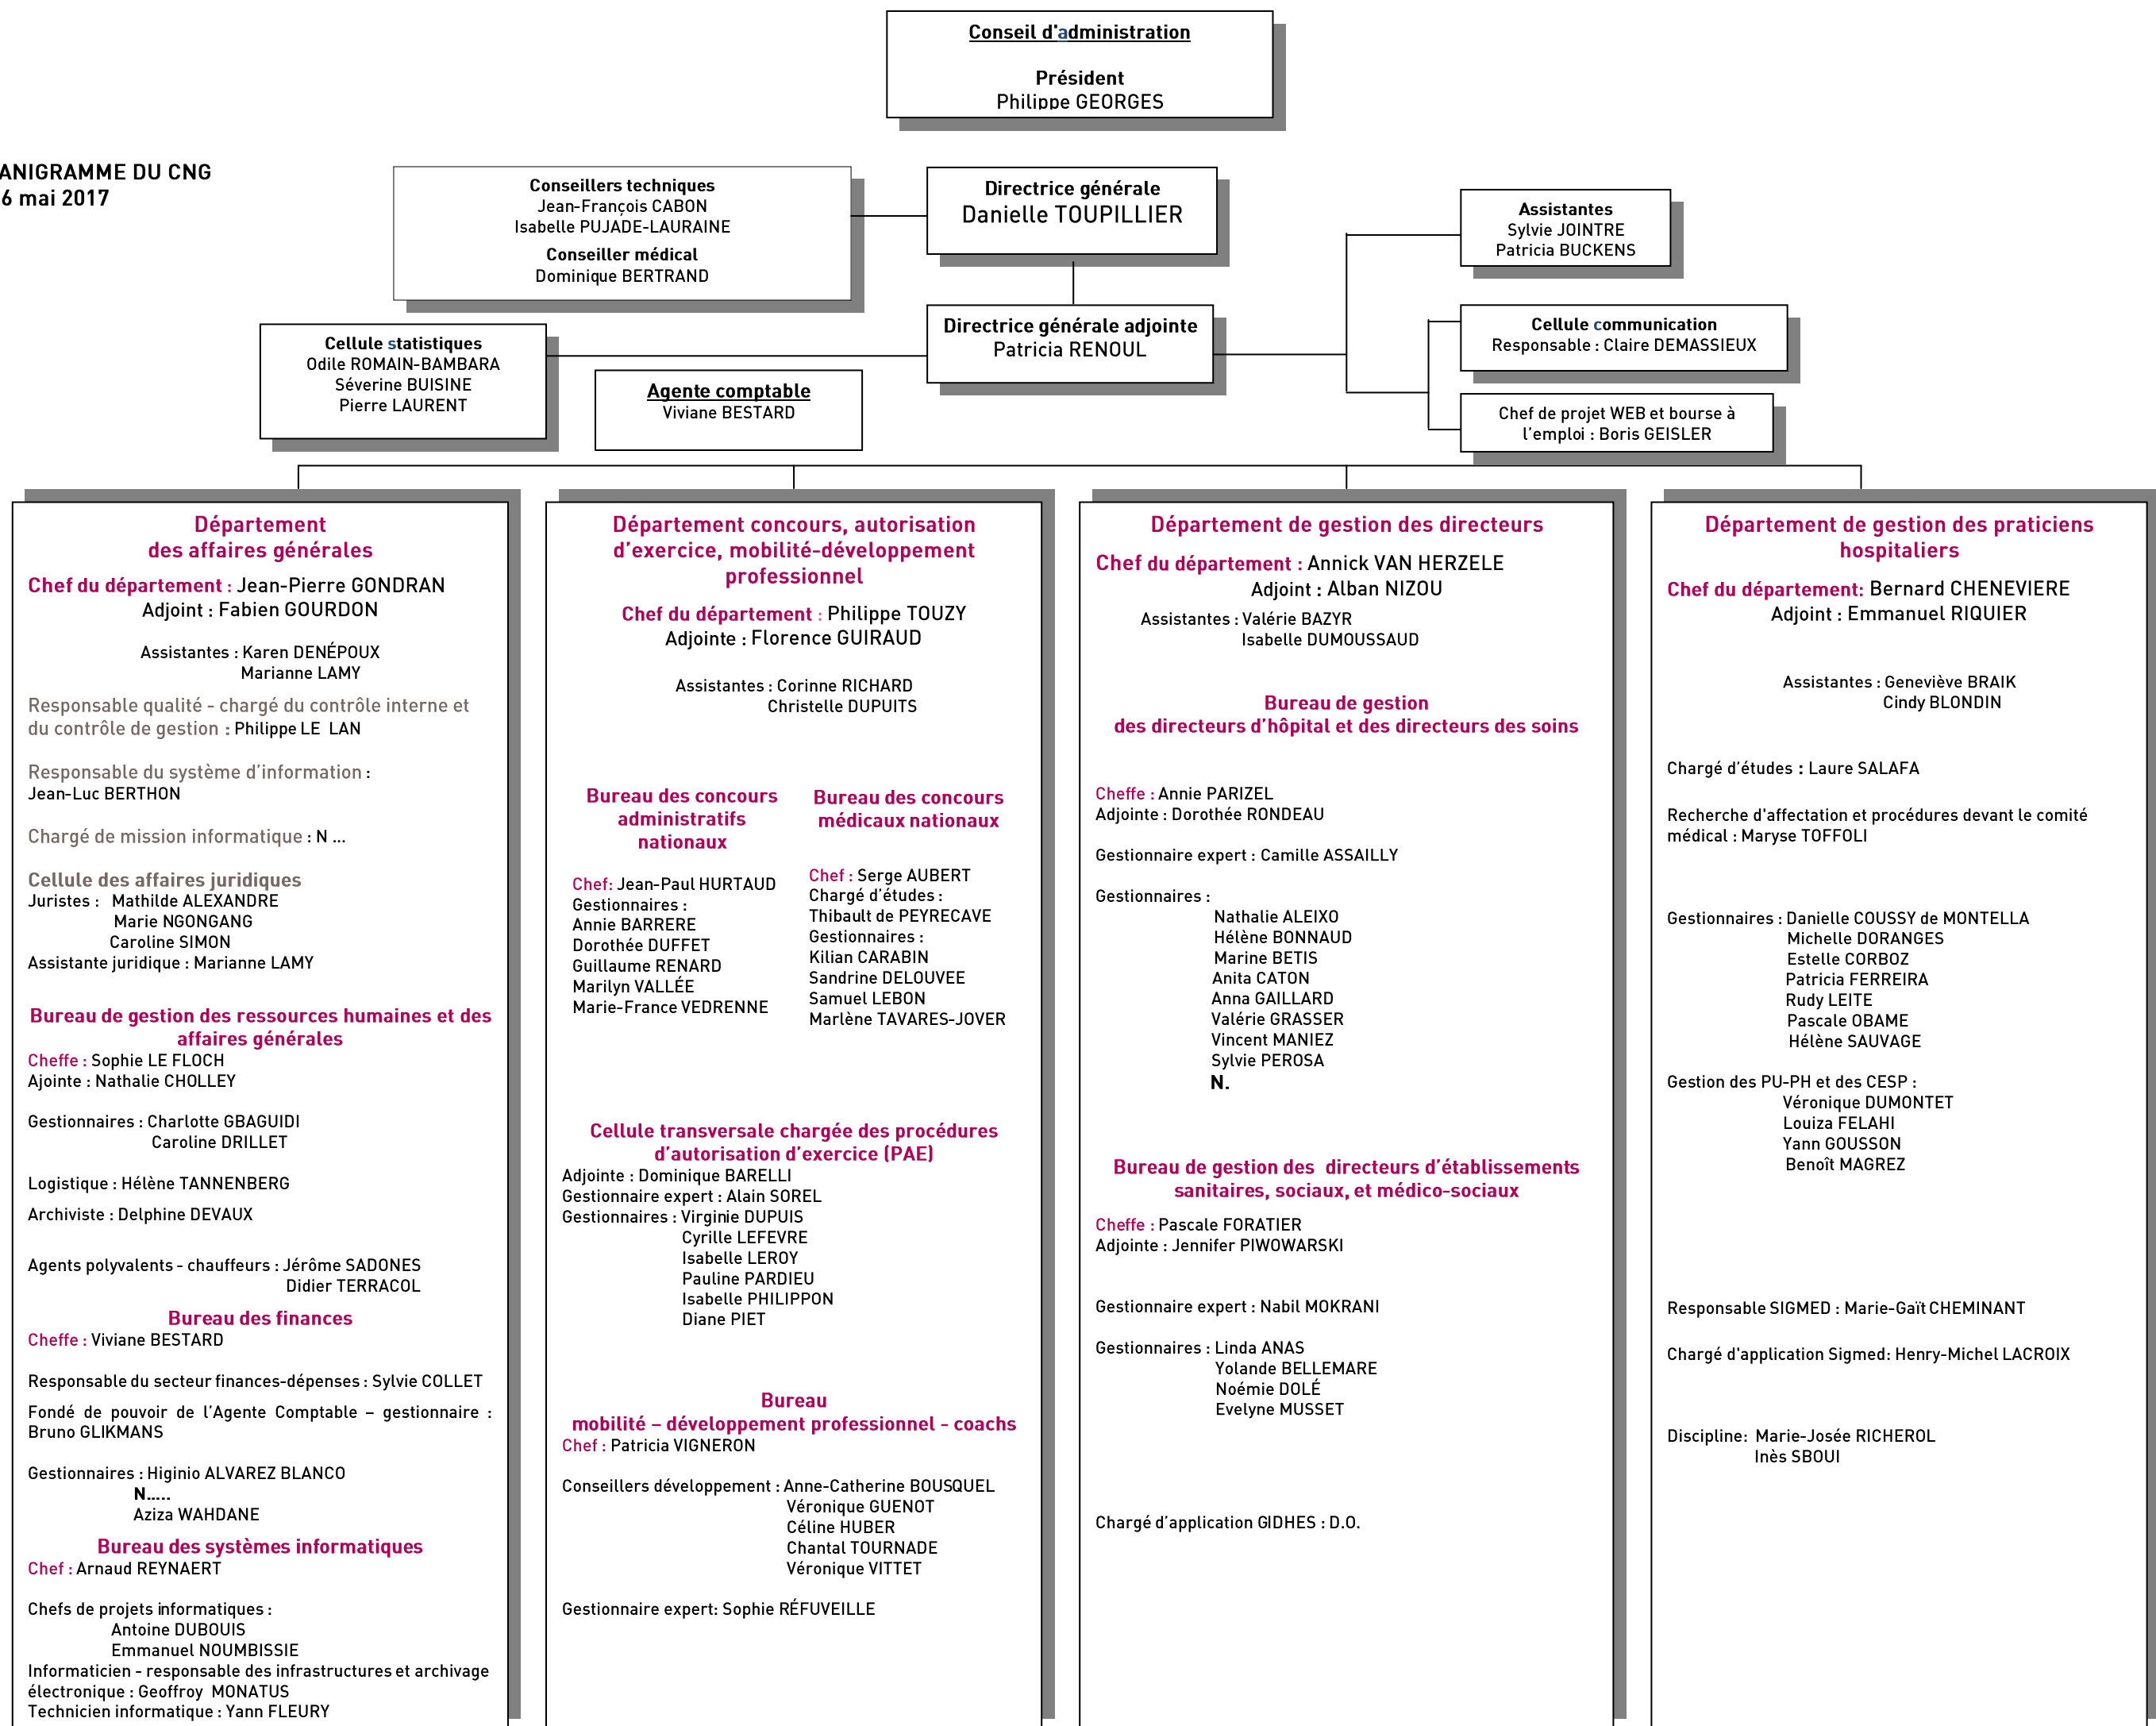 Conseil d'administration
Président
Philippe GEORGES
ANIGRAMME DU CNG
6 mai 2017
Conseillers techniques
Jean-François CABON
Isabelle PUJADE-LAURAINE
Conseiller médical
Dominique BERTRAND
Directrice générale
Danielle TOUPILLIER
Assistantes
Sylvie JOINTRE
Patricia BUCKENS
Directrice générale adjointe
Patricia RENOUL
Cellule communication
Responsable : Claire DEMASSIEUX
Cellule statistiques
Odile ROMAIN-BAMBARA
Séverine BUISINE
Pierre LAURENT
Agente comptable
Viviane BESTARD
Chef de projet WEB et bourse à
l'emploi : Boris GEISLER
Département
des affaires générales
Chef du département : Jean-Pierre GONDRAN
Adjoint : Fabien GOURDON
Assistantes : Karen DENÉPOUX
Marianne LAMY
Responsable qualité - chargé du contrôle interne et
du contrôle de gestion : Philippe LE LAN
Responsable du système d'information :
Jean-Luc BERTHON
Chargé de mission informatique : N ...
Cellule des affaires juridiques
Juristes : Mathilde ALEXANDRE
Marie NGONGANG
Caroline SIMON
Assistante juridique : Marianne LAMY
Bureau de gestion des ressources humaines et des
affaires générales
Cheffe : Sophie LE FLOCH
Ajointe : Nathalie CHOLLEY
Gestionnaires : Charlotte GBAGUIDI
Caroline DRILLET
Logistique : Hélène TANNENBERG
Archiviste : Delphine DEVAUX
Agents polyvalents - chauffeurs : Jérôme SADONES
Didier TERRACOL
Bureau des finances
Cheffe : Viviane BESTARD
Responsable du secteur finances-dépenses : Sylvie COLLET
Fondé de pouvoir de l'Agente Comptable – gestionnaire :
Bruno GLIKMANS
Gestionnaires : Higinio ALVAREZ BLANCO
N.....
Aziza WAHDANE
Bureau des systèmes informatiques
Chef : Arnaud REYNAERT
Chefs de projets informatiques :
Antoine DUBOUIS
Emmanuel NOUMBISSIE
Informaticien - responsable des infrastructures et archivage
électronique : Geoffroy MONATUS
Technicien informatique : Yann FLEURY
Département concours, autorisation
d'exercice, mobilité-développement
professionnel
Chef du département : Philippe TOUZY
Adjointe : Florence GUIRAUD
Assistantes : Corinne RICHARD
Christelle DUPUITS
Bureau des concours
administratifs
nationaux
Chef: Jean-Paul HURTAUD
Gestionnaires :
Annie BARRERE
Dorothée DUFFET
Guillaume RENARD
Marilyn VALLÉE
Marie-France VEDRENNE
Bureau des concours
médicaux nationaux
Chef : Serge AUBERT
Chargé d'études :
Thibault de PEYRECAVE
Gestionnaires :
Kilian CARABIN
Sandrine DELOUVEE
Samuel LEBON
Marlène TAVARES-JOVER
Cellule transversale chargée des procédures
d'autorisation d'exercice (PAE)
Adjointe : Dominique BARELLI
Gestionnaire expert : Alain SOREL
Gestionnaires : Virginie DUPUIS
Cyrille LEFEVRE
Isabelle LEROY
Pauline PARDIEU
Isabelle PHILIPPON
Diane PIET
Bureau
mobilité – développement professionnel - coachs
Chef : Patricia VIGNERON
Conseillers développement : Anne-Catherine BOUSQUEL
Véronique GUENOT
Céline HUBER
Chantal TOURNADE
Véronique VITTET
Gestionnaire expert: Sophie RÉFUVEILLE
Département de gestion des directeurs
Chef du département : Annick VAN HERZELE
Adjoint : Alban NIZOU
Assistantes : Valérie BAZYR
Isabelle DUMOUSSAUD
Bureau de gestion
des directeurs d'hôpital et des directeurs des soins
Cheffe : Annie PARIZEL
Adjointe : Dorothée RONDEAU
Gestionnaire expert : Camille ASSAILLY
Gestionnaires :
Nathalie ALEIXO
Hélène BONNAUD
Marine BETIS
Anita CATON
Anna GAILLARD
Valérie GRASSER
Vincent MANIEZ
Sylvie PEROSA
N.
Bureau de gestion des directeurs d'établissements
sanitaires, sociaux, et médico-sociaux
Cheffe : Pascale FORATIER
Adjointe : Jennifer PIWOWARSKI
Gestionnaire expert : Nabil MOKRANI
Gestionnaires : Linda ANAS
Yolande BELLEMARE
Noémie DOLÉ
Evelyne MUSSET
Chargé d'application GIDHES : D.O.
Département de gestion des praticiens
hospitaliers
Chef du département: Bernard CHENEVIERE
Adjoint : Emmanuel RIQUIER
Assistantes : Geneviève BRAIK
Cindy BLONDIN
Chargé d'études : Laure SALAFA
Recherche d'affectation et procédures devant le comité
médical : Maryse TOFFOLI
Gestionnaires : Danielle COUSSY de MONTELLA
Michelle DORANGES
Estelle CORBOZ
Patricia FERREIRA
Rudy LEITE
Pascale OBAME
Hélène SAUVAGE
Gestion des PU-PH et des CESP :
Véronique DUMONTET
Louiza FELAHI
Yann GOUSSON
Benoît MAGREZ
Responsable SIGMED : Marie-Gaït CHEMINANT
Chargé d'application Sigmed: Henry-Michel LACROIX
Discipline: Marie-Josée RICHEROL
Inès SBOUI